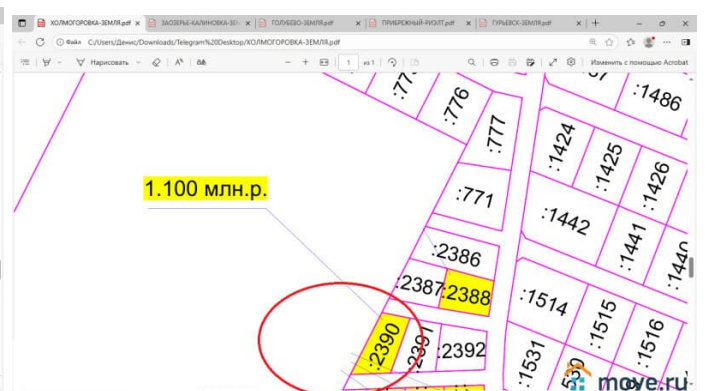 ХОЛМОГОРОВКА-ЗЕМЛЯ.pdf
ЗАОЗЕРЬЕ-КАЛИНОВКА-ЗЕ
ГОЛУБЕВО-ЗЕМЛЯ.pdf
ПРИБРЕЖНЫЙ-РУОЛТ.pdf
ГУРЬЕВСК-ЗЕМЛЯ.pdf
Файл C:/Users/Денис/Downloads/Telegram%20Desktop/ХОЛМОГОРОВКА-ЗЕМЛЯ.pdf
Нарисовать
1 из 1
Изменить с помощью Acrobat
:776
:777
:1486
:1424
:1425
:1426
1.100 млн.р.
:771
:1442
:1441
:2386
:2387
:2388
:1514
:1515
:1516
:2390
:2391
:2392
:1531
move.ru